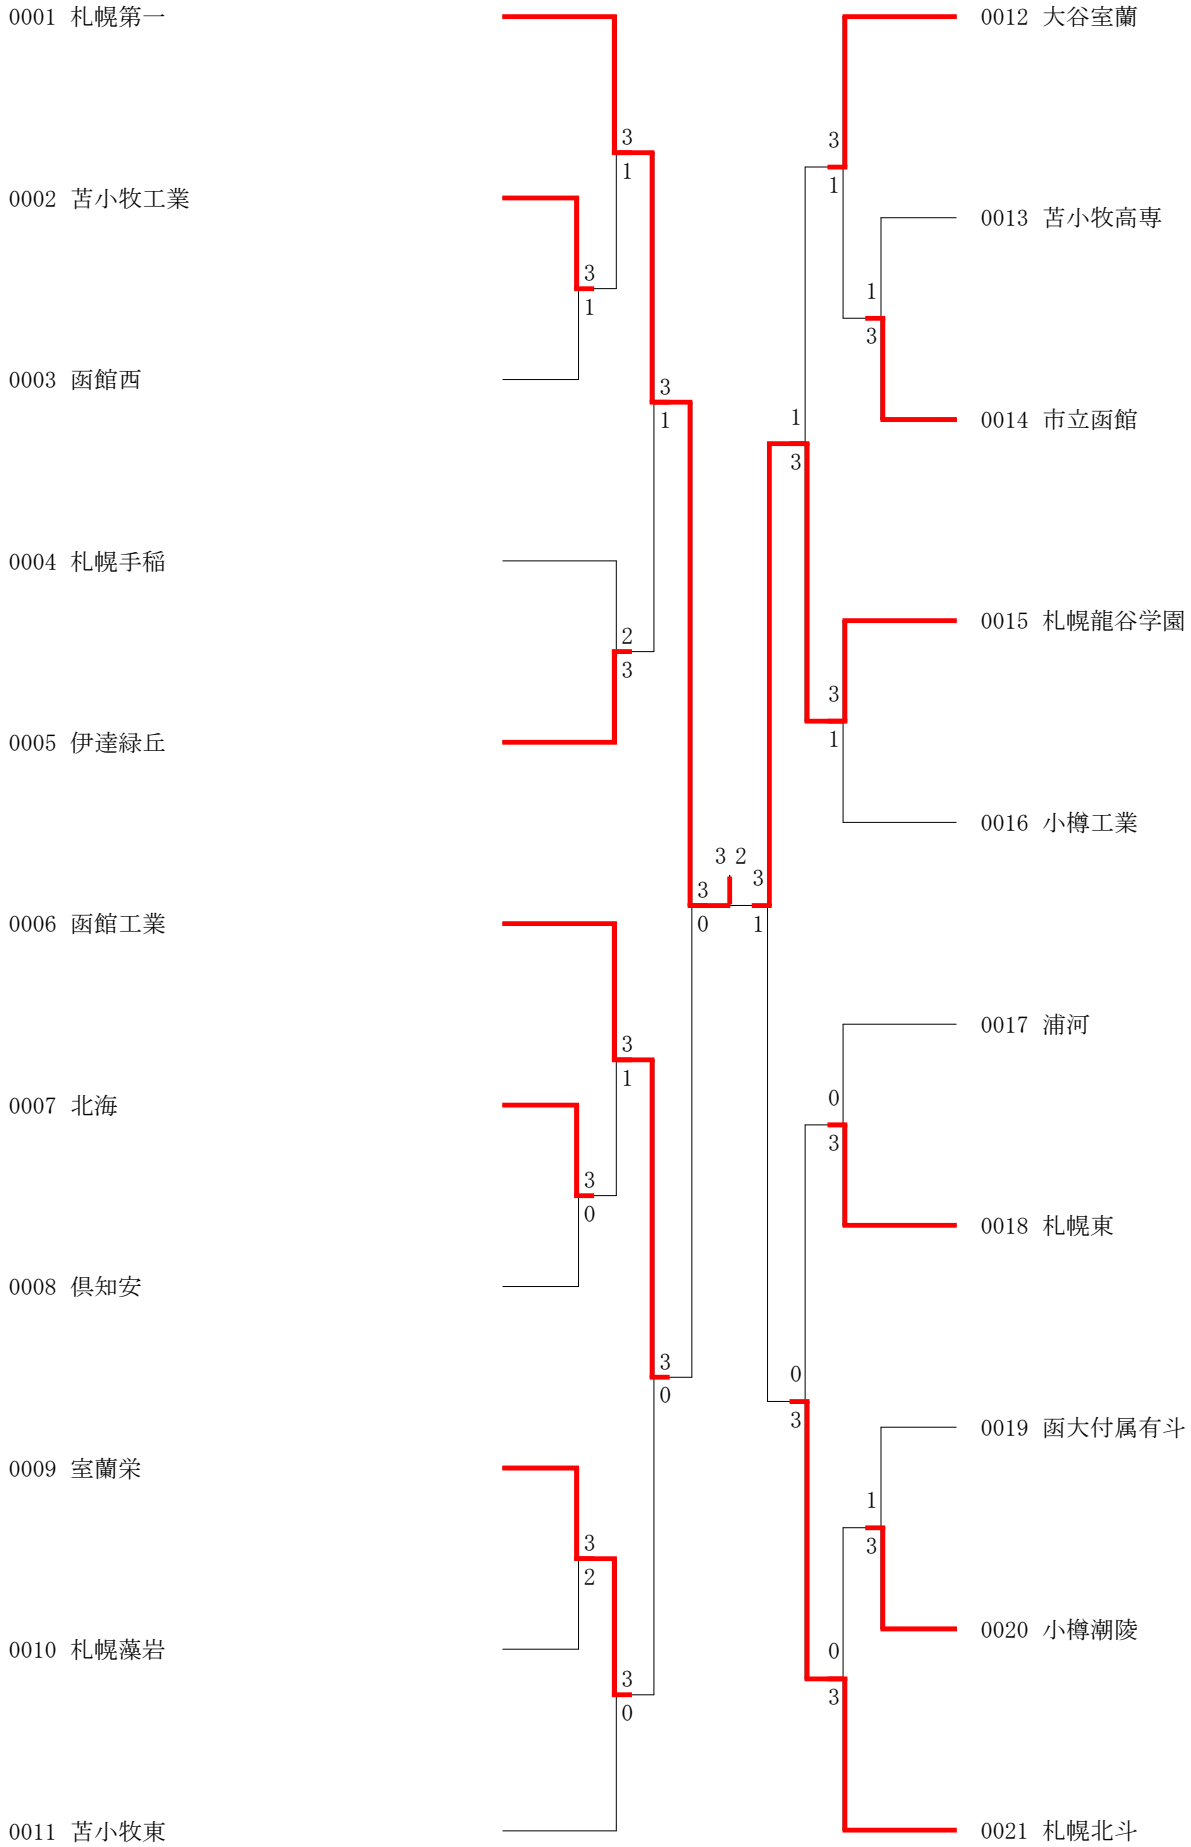 0001 札幌第一
0002 苫小牧工業
0003 函館西
0004 札幌手稲
0005 伊達緑丘
0006 函館工業
0007 北海
0008 倶知安
0009 室蘭栄
0010 札幌藻岩
0011 苫小牧東
3
1
3
1
3
1
2
3
3
1
3
0
3
0
3
2
3
0
3
0
3 2
3
1
1
3
3
1
1
3
3
1
0
3
0
3
1
3
0
3
0012 大谷室蘭
0013 苫小牧高専
0014 市立函館
0015 札幌龍谷学園
0016 小樽工業
0017 浦河
0018 札幌東
0019 函大付属有斗
0020 小樽潮陵
0021 札幌北斗